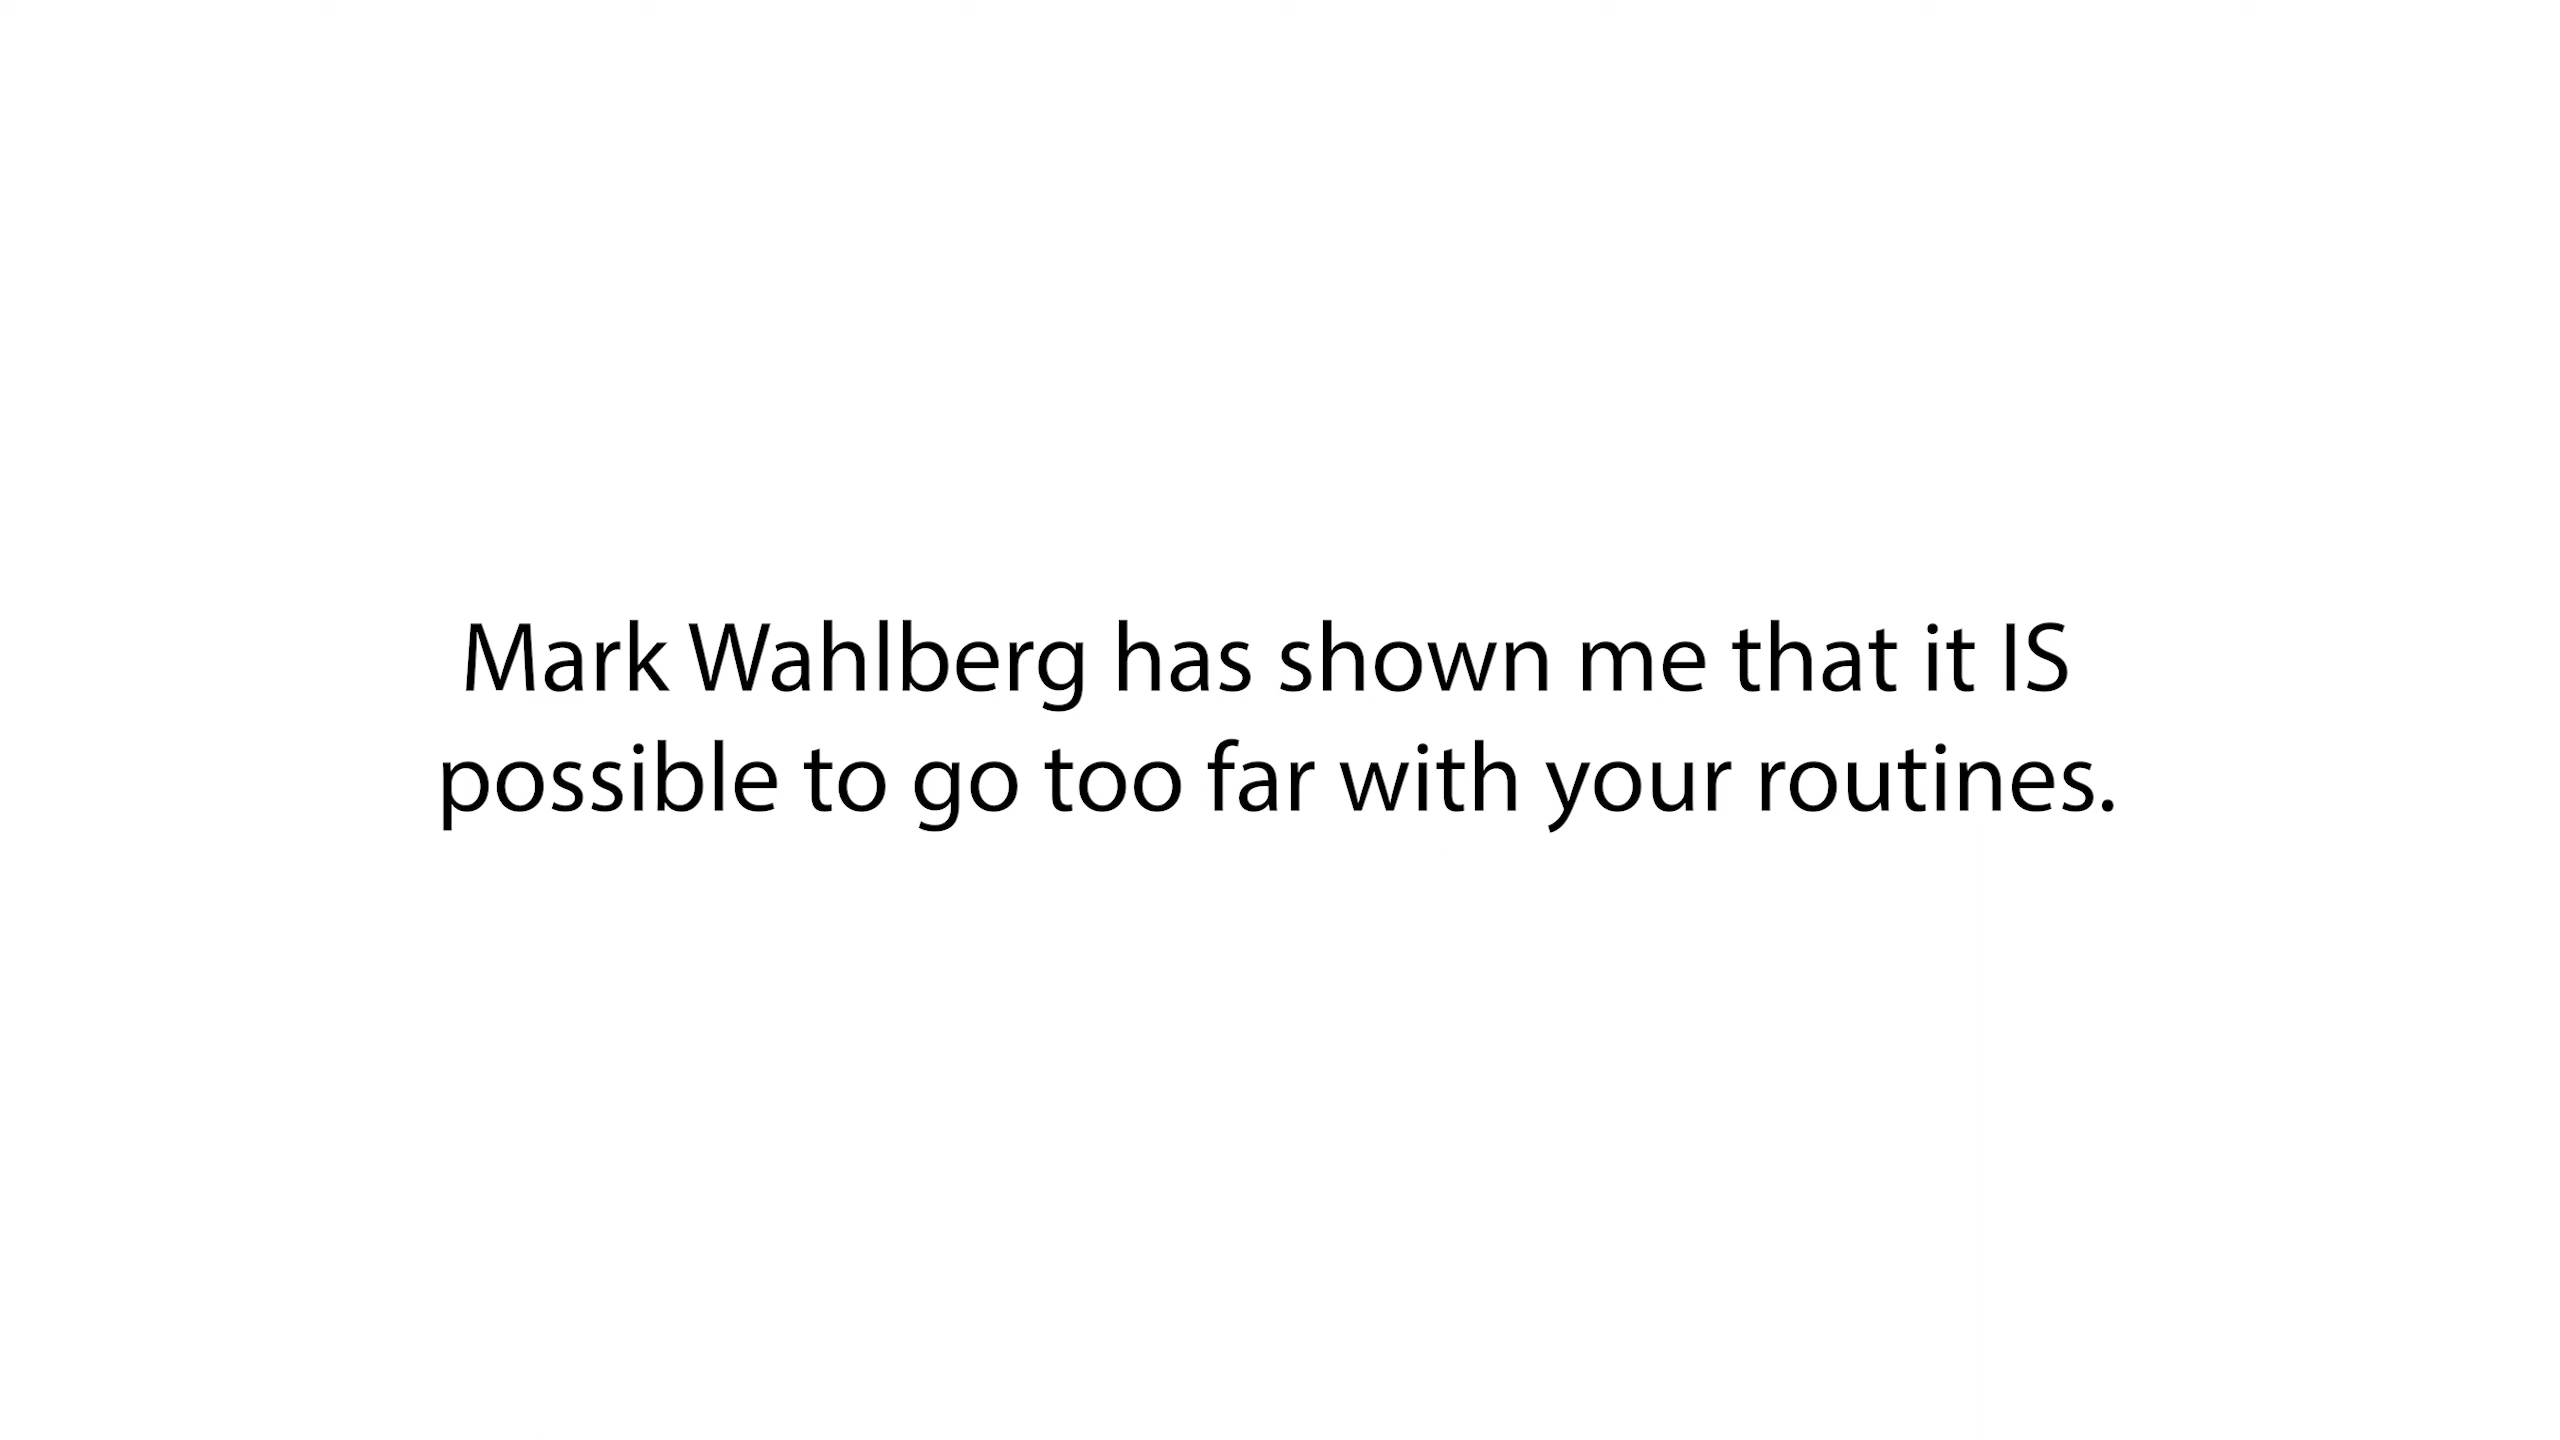 Mark Wahlberg has shown me that it IS
possible to go too far with your routines.